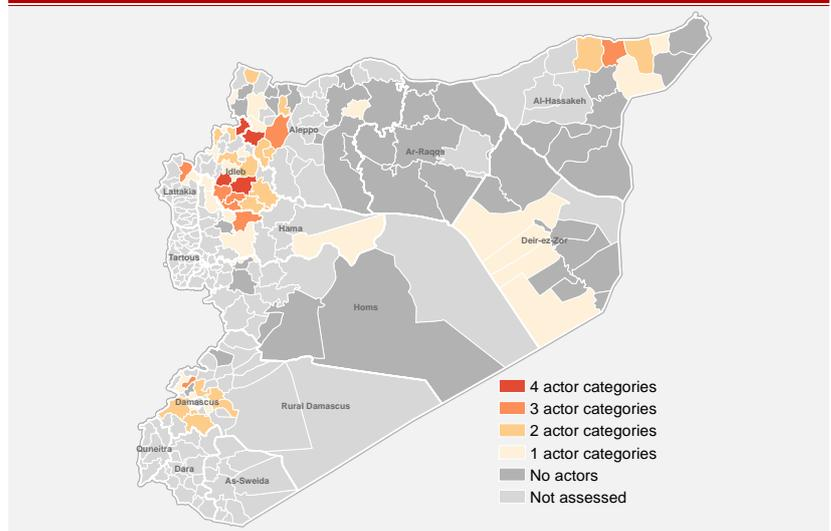 Al-Hassakeh
Aleppo
Ar-Raqqa
Idleb
Lattakia
Hama
Deir-ez-Zor
Tartous
Homs
4 actor categories
3 actor categories
Damascus
Rural Damascus
2 actor categories
1 actor categories
Quneitra
Dara
No actors
As-Sweida
Not assessed